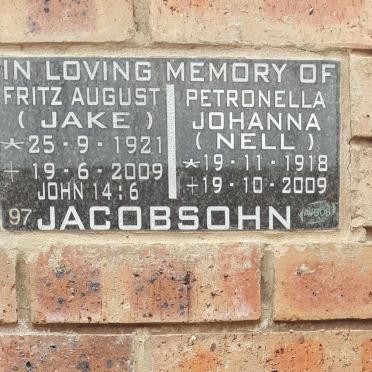 IN LOVING MEMORY OF
FRITZ AUGUST
( JAKE )
* 25 - 9 - 1921
+ 19 - 6 - 2009
JOHN 14:6
PETRONELLA
JOHANNA
( NELL )
* 19 - 11 - 1918
+ 19 - 10 - 2009
97 JACOBSOHN